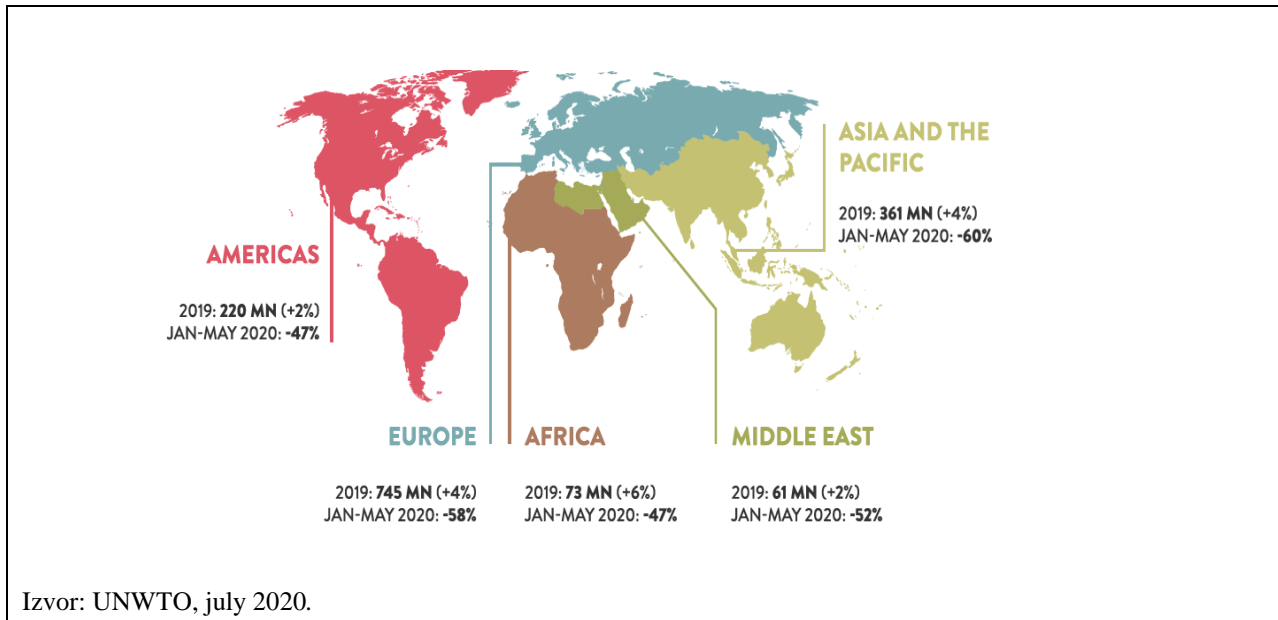 ASIA AND THE
PACIFIC
2019: 361 MN (+4%)
JAN-MAY 2020: -60%
AMERICAS
2019: 220 MN (+2%)
JAN-MAY 2020: -47%
EUROPE
2019: 745 MN (+4%)
JAN-MAY 2020: -58%
AFRICA
2019: 73 MN (+6%)
JAN-MAY 2020: -47%
MIDDLE EAST
2019: 61 MN (+2%)
JAN-MAY 2020: -52%
Izvor: UNWTO, july 2020.